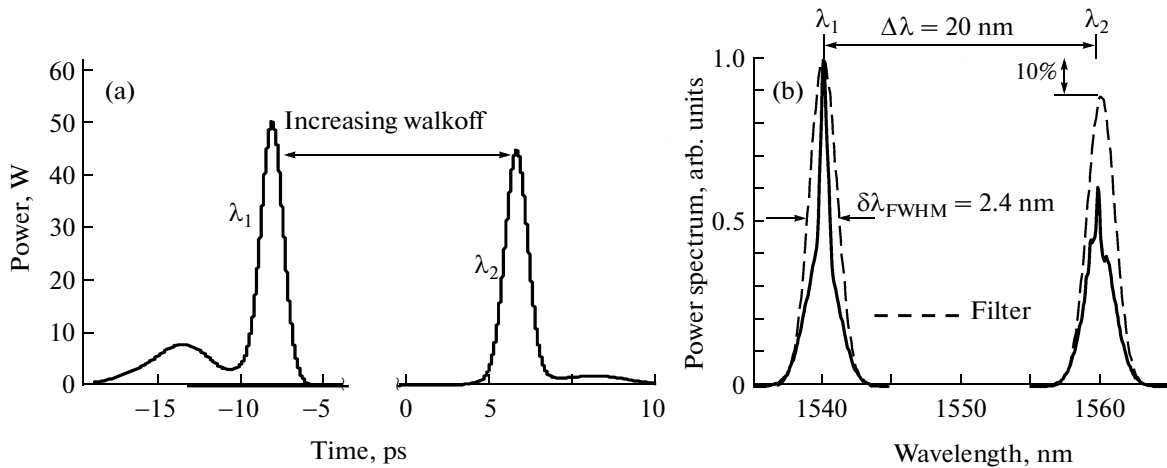 (a)
Power, W
60
50
40
30
20
10
0
Increasing walkoff
λ1
λ2
−15
−10
−5
0
5
10
Time, ps
(b)
Power spectrum, arb. units
λ1
Δλ = 20 nm
λ2
1.0
0.5
0
10%
δλFWHM = 2.4 nm
Filter
1540
1550
1560
Wavelength, nm